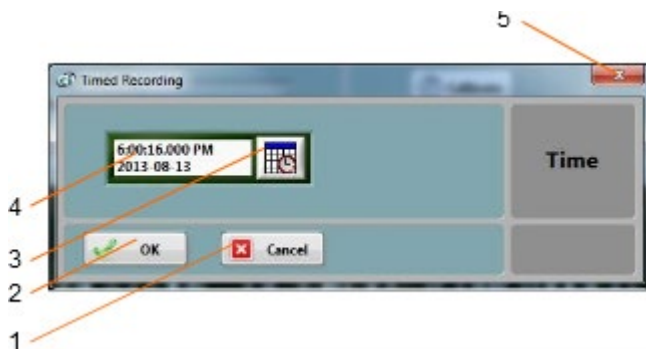 5
Timed Recording
x
6:00:16.000 PM
2013-08-13
Time
4
OK
Cancel
3
2
1